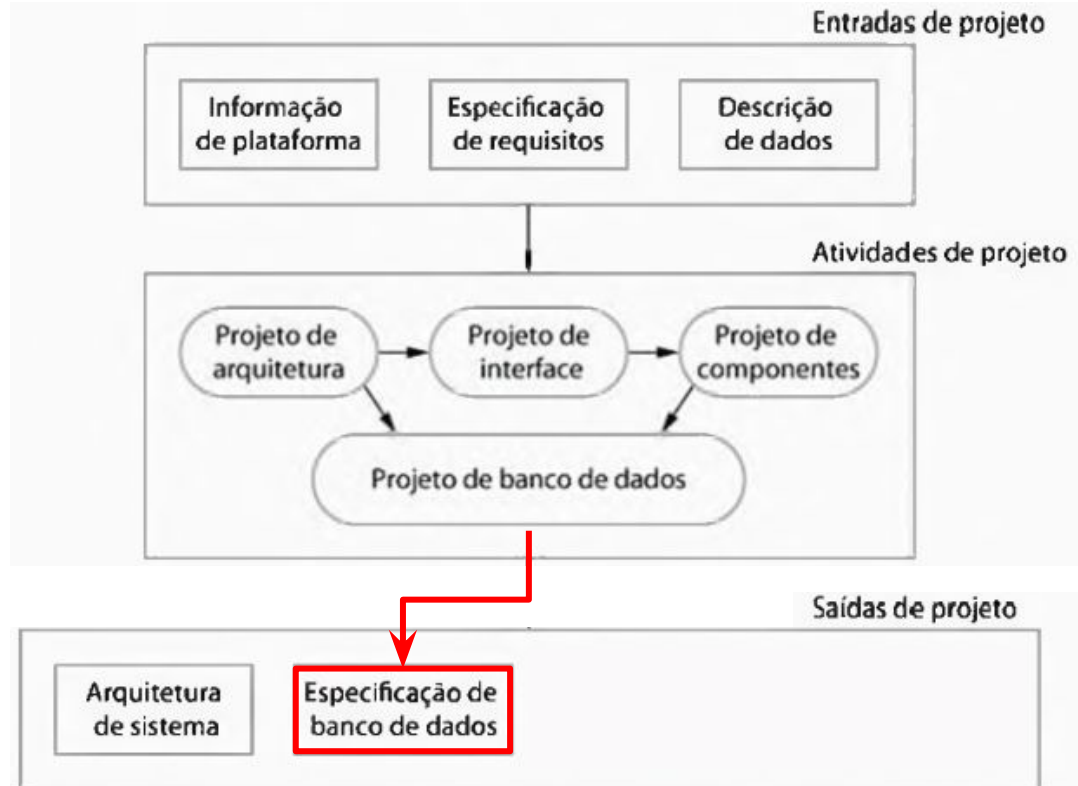 Entradas de projeto
Informação
de plataforma
Especificação
de requisitos
Descrição
de dados
Atividades de projeto
Projeto de
arquitetura
Projeto de
interface
Projeto de
componentes
Projeto de banco de dados
Saídas de projeto
Arquitetura
de sistema
Especificação de
banco de dados